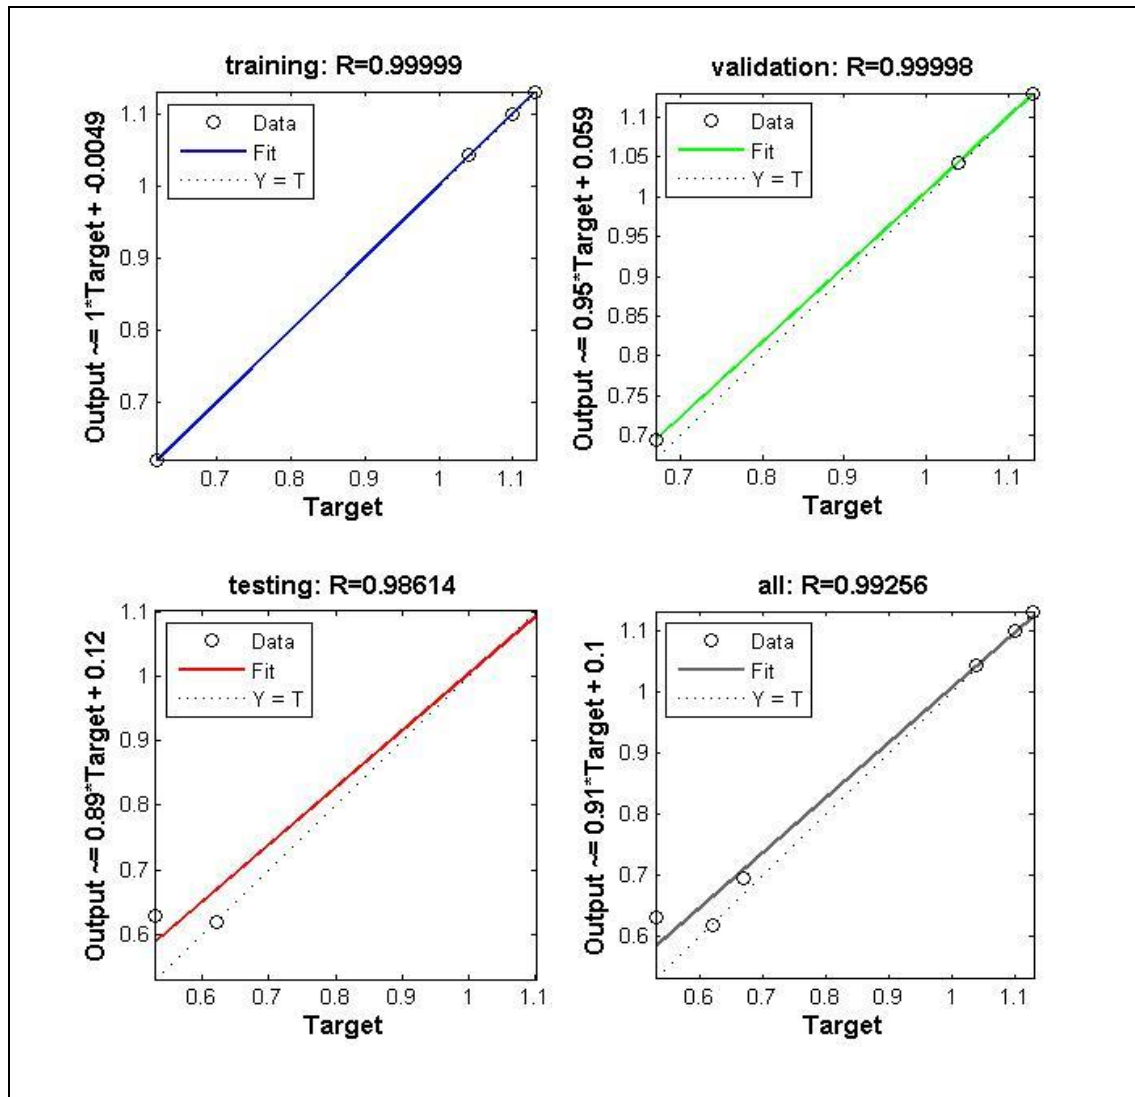 training: R=0.99999
Output ~= 1*Target + -0.0049
1.1
1
0.9
0.8
0.7
Data
Fit
Y = T
0.7 0.8 0.9 1 1.1
Target
validation: R=0.99998
Output ~= 0.95*Target + 0.059
1.1
1.05
1
0.95
0.9
0.85
0.8
0.75
0.7
Data
Fit
Y = T
0.7 0.8 0.9 1 1.1
Target
testing: R=0.98614
Output ~= 0.89*Target + 0.12
1.1
1
0.9
0.8
0.7
0.6
Data
Fit
Y = T
0.6 0.7 0.8 0.9 1 1.1
Target
all: R=0.99256
Output ~= 0.91*Target + 0.1
1.1
1
0.9
0.8
0.7
0.6
Data
Fit
Y = T
0.6 0.7 0.8 0.9 1 1.1
Target